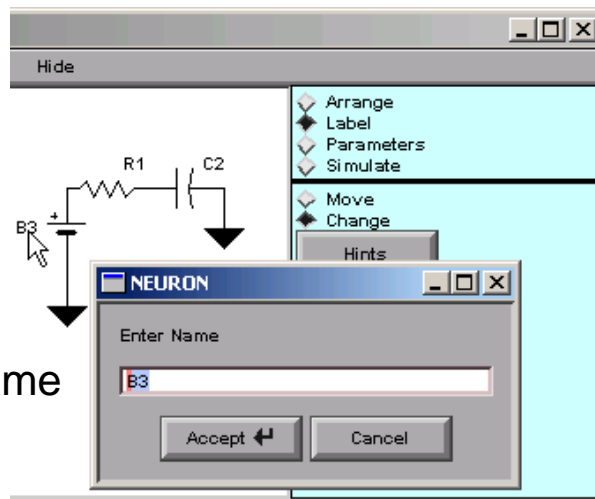 Hide
Arrange
Label
Parameters
Simulate
R1
C2
Move
Change
B3
+
Hints
NEURON
Enter Name
me
B3
Accept
Cancel